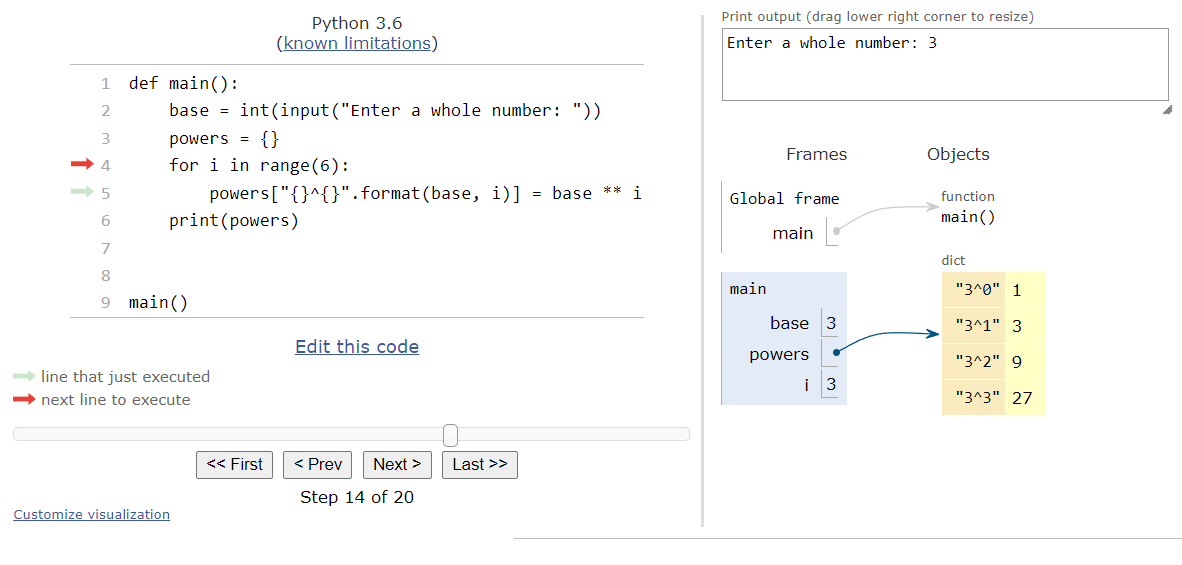 Python 3.6
(known limitations)
1 def main():
2     base = int(input("Enter a whole number: "))
3     powers = {}
4     for i in range(6):
5         powers["{}^{}".format(base, i)] = base ** i
6     print(powers)
7
8
9 main()
Edit this code
line that just executed
next line to execute
<< First
< Prev
Next >
Last >>
Step 14 of 20
Customize visualization
Print output (drag lower right corner to resize)
Enter a whole number: 3
Frames
Objects
Global frame
main
function
main()
main
base 3
powers
i 3
dict
"3^0" 1
"3^1" 3
"3^2" 9
"3^3" 27